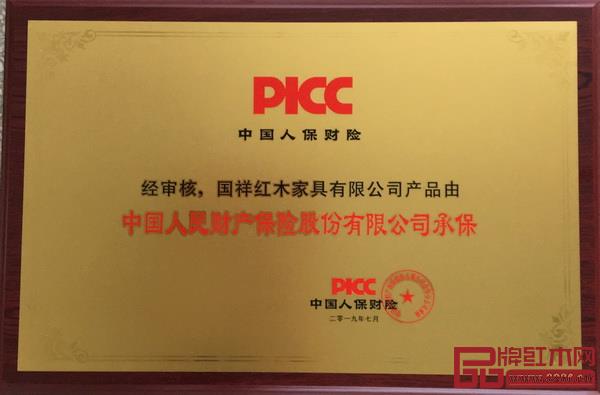 PICC
中国人保财险
经审核，国祥红木家具有限公司产品由
中国人民财产保险股份有限公司承保
PICC
中国人保财险
二零一九年七月
品牌红木网